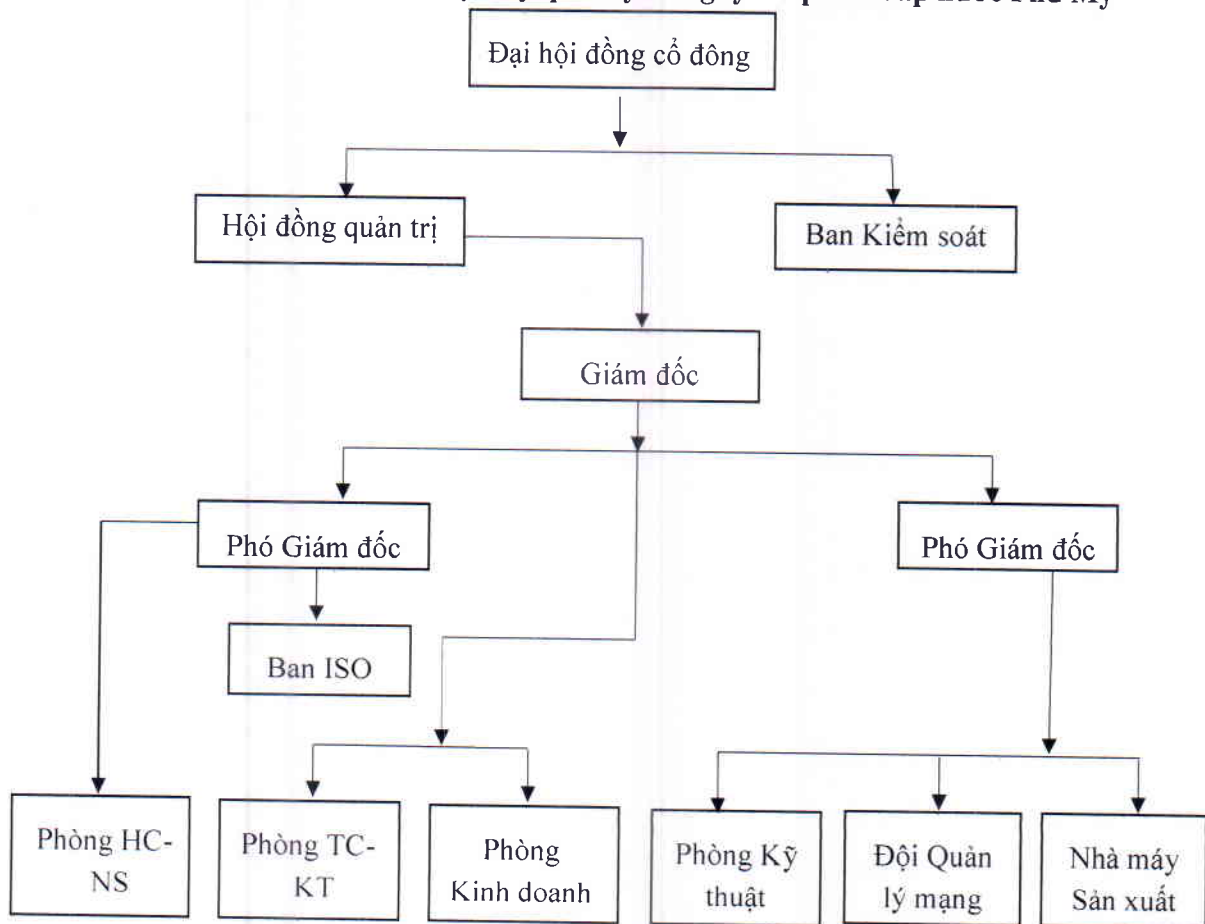 Đại hội đồng cổ đông
Hội đồng quản trị
Ban Kiểm soát
Giám đốc
Phó Giám đốc
Phó Giám đốc
Ban ISO
Phòng HC-
NS
Phòng TC-
KT
Phòng
Kinh doanh
Phòng Kỹ
thuật
Đội Quản
lý mạng
Nhà máy
Sản xuất